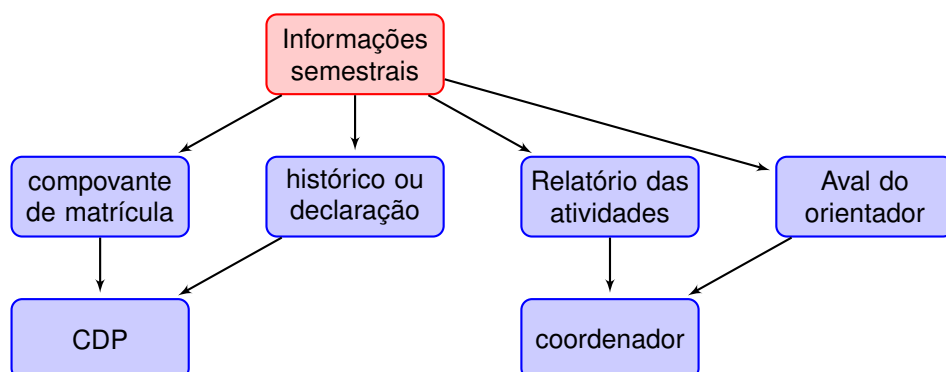 Informações
semestrais
compovante
de matrícula
histórico ou
declaração
Relatório das
atividades
Aval do
orientador
CDP
coordenador